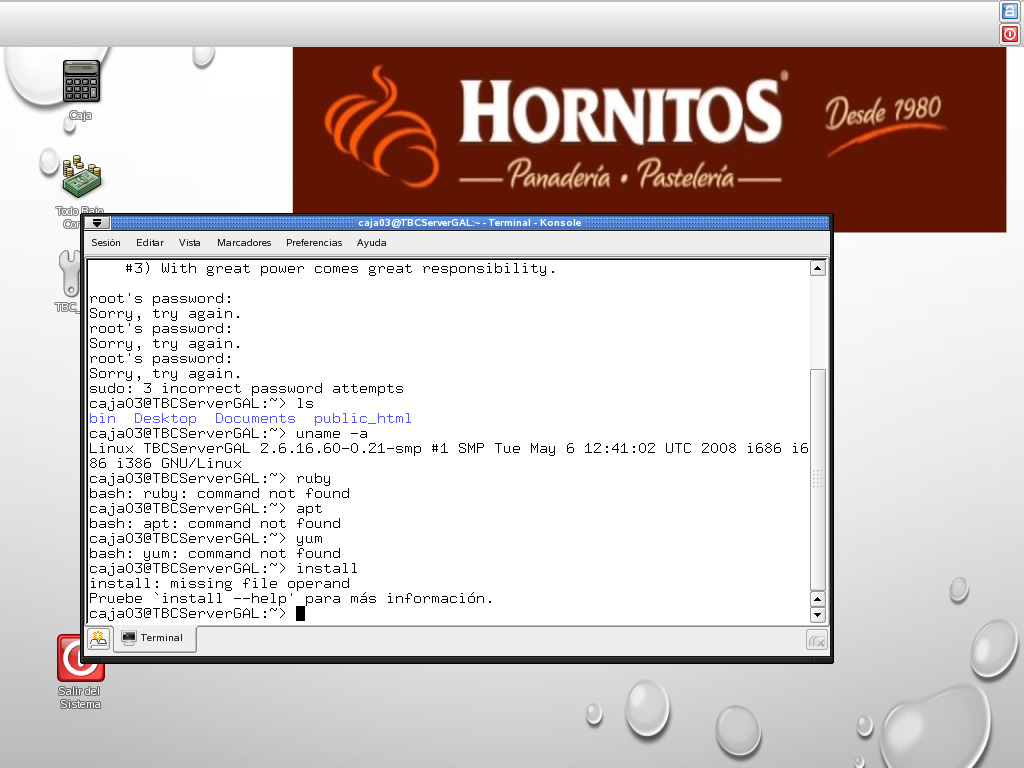 HORNITOS®
Desde 1980
Panadería • Pastelería
Caja
Todo Bajo
Con
TBC_
caja03@TBCServerGAL:~ - Terminal - Konsole
Sesión Editar Vista Marcadores Preferencias Ayuda
#3) With great power comes great responsibility.
root's password:
Sorry, try again.
root's password:
Sorry, try again.
root's password:
Sorry, try again.
sudo: 3 incorrect password attempts
caja03@TBCServerGAL:~> ls
bin Desktop Documents public_html
caja03@TBCServerGAL:~> uname -a
Linux TBCServerGAL 2.6.16.60-0.21-smp #1 SMP Tue May 6 12:41:02 UTC 2008 i686 i6
86 i386 GNU/Linux
caja03@TBCServerGAL:~> ruby
bash: ruby: command not found
caja03@TBCServerGAL:~> apt
bash: apt: command not found
caja03@TBCServerGAL:~> yum
bash: yum: command not found
caja03@TBCServerGAL:~> install
install: missing file operand
Pruebe `install --help' para más información.
caja03@TBCServerGAL:~>
Terminal
Salir del
Sistema